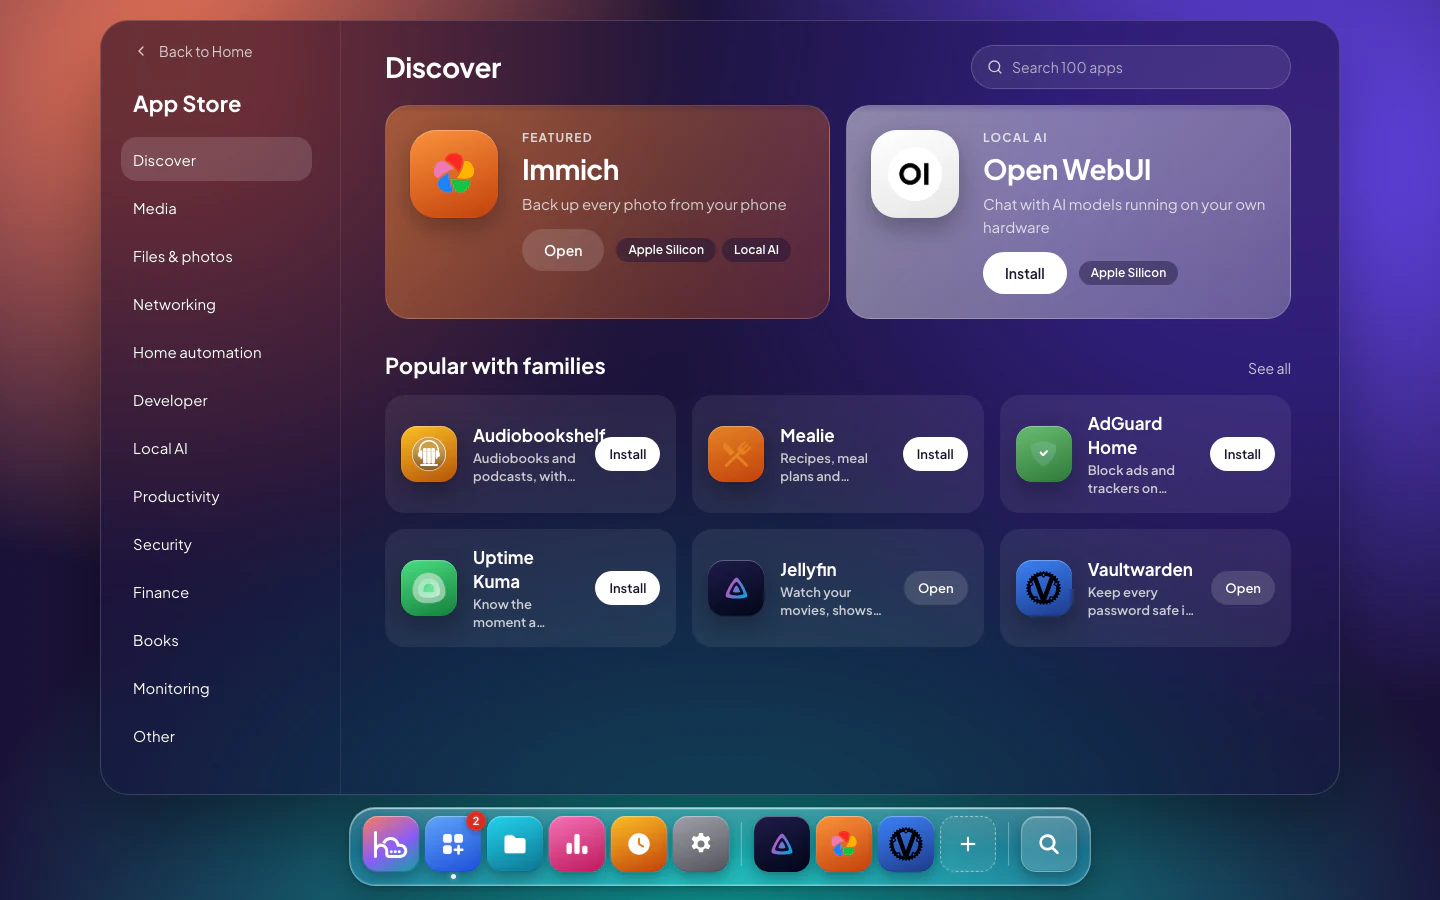 Back to Home
App Store
Discover
Media
Files & photos
Networking
Home automation
Developer
Local AI
Productivity
Security
Finance
Books
Monitoring
Other
Discover
Search 100 apps
FEATURED
Immich
Back up every photo from your phone
Open
Apple Silicon
Local AI
LOCAL AI
Open WebUI
Chat with AI models running on your own
hardware
Install
Apple Silicon
OI
Popular with families
See all
Audiobookshelf
Audiobooks and
podcasts, with…
Install
Mealie
Recipes, meal
plans and…
Install
AdGuard
Home
Block ads and
trackers on…
Install
Uptime
Kuma
Know the
moment a…
Install
Jellyfin
Watch your
movies, shows…
Open
Vaultwarden
Keep every
password safe i…
Open
2